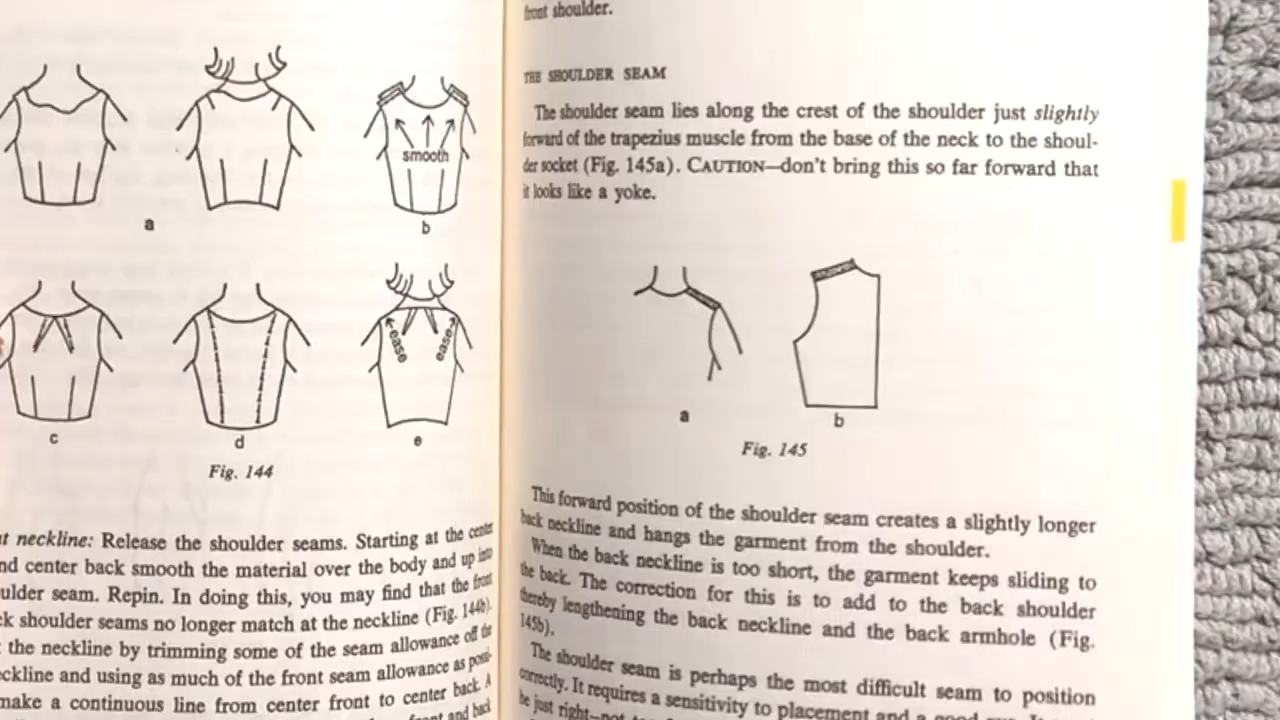 smooth
a
b
ease
ease
c
d
e
Fig. 144
neckline: Release the shoulder seams. Starting at the center
center back smooth the material over the body and up into
seam. Repin. In doing this, you may find that the front
shoulder seams no longer match at the neckline (Fig. 144b).
the neckline by trimming some of the seam allowance off the
and using as much of the front seam allowance as
make a continuous line from center front to center back. A
and back
front shoulder.
THE SHOULDER SEAM
The shoulder seam lies along the crest of the shoulder just slightly
forward of the trapezius muscle from the base of the neck to the shoul-
der socket (Fig. 145a). CAUTION—don't bring this so far forward that
it looks like a yoke.
a
b
Fig. 145
This forward position of the shoulder seam creates a slightly longer
back neckline and hangs the garment from the shoulder.
When the back neckline is too short, the garment keeps sliding to
the back. The correction for this is to add to the back shoulder
thereby lengthening the back neckline and the back armhole (Fig.
145b).
The shoulder seam is perhaps the most difficult seam to position
correctly. It requires a sensitivity to placement and a good
be just right—not